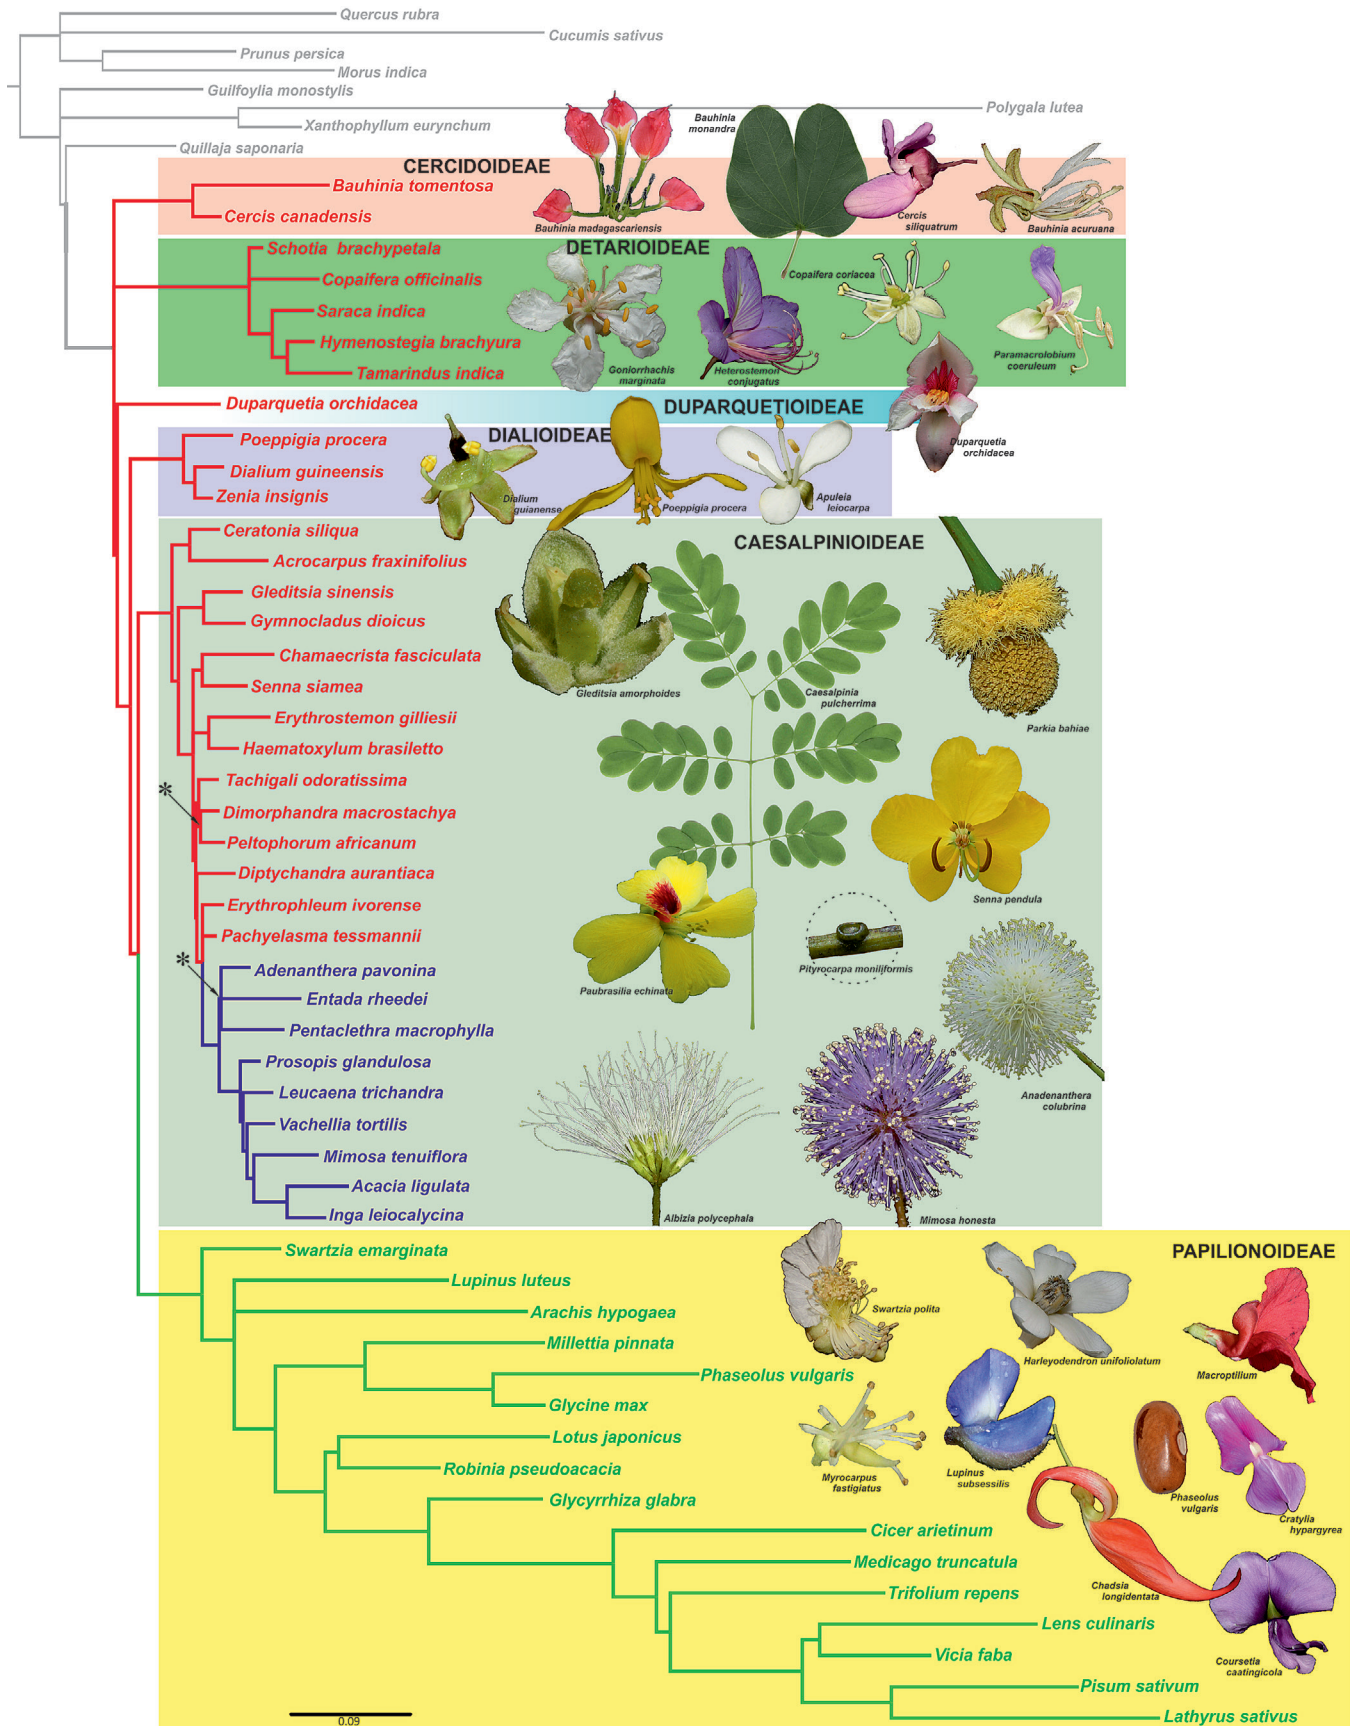 Quercus rubra
Cucumis sativus
Prunus persica
Morus indica
Guilfoylia monostylis
Polygala lutea
Xanthophyllum eurynchum
Quillaja saponaria
CERCIDOIDEAE
Bauhinia
monandra
Bauhinia tomentosa
Cercis canadensis
Bauhinia madagascariensis
Cercis
siliquatrum
Bauhinia acuruana
DETARIOIDEAE
Schotia brachypetala
Copaifera officinalis
Saraca indica
Hymenostegia brachyura
Tamarindus indica
Copaifera coriacea
Goniorrhachis
marginata
Heterostemon
conjugatus
Paramacrolobium
coeruleum
Duparquetia orchidacea
DUPARQUETIOIDEAE
Duparquetia
orchidacea
DIALIOIDEAE
Poeppigia procera
Dialium guineensis
Zenia insignis
Dialium
guianense
Poeppigia procera
Apuleia
leiocarpa
CAESALPINIOIDEAE
Ceratonia siliqua
Acrocarpus fraxinifolius
Gleditsia sinensis
Gymnocladus dioicus
Chamaecrista fasciculata
Senna siamea
Erythrostemon gilliesii
Haematoxylum brasiletto
Tachigali odoratissima
*
Dimorphandra macrostachya
Peltophorum africanum
Diptychandra aurantiaca
Erythrophleum ivorense
Pachyelasma tessmannii
*
Adenanthera pavonina
Entada rheedei
Pentaclethra macrophylla
Prosopis glandulosa
Leucaena trichandra
Vachellia tortilis
Mimosa tenuiflora
Acacia ligulata
Inga leiocalycina
Gleditsia amorphoides
Caesalpinia
pulcherrima
Parkia bahiae
Senna pendula
Paubrasilia echinata
Pityrocarpa moniliformis
Anadenanthera
colubrina
Albizia polycephala
Mimosa honesta
PAPILIONOIDEAE
Swartzia emarginata
Lupinus luteus
Arachis hypogaea
Millettia pinnata
Phaseolus vulgaris
Glycine max
Lotus japonicus
Robinia pseudoacacia
Glycyrrhiza glabra
Cicer arietinum
Medicago truncatula
Trifolium repens
Lens culinaris
Vicia faba
Pisum sativum
Lathyrus sativus
Swartzia polita
Harleyodendron unifoliolatum
Macroptilium
Myrocarpus
fastigiatus
Lupinus
subsessilis
Phaseolus
vulgaris
Cratylia
hypargyrea
Chadsia
longidentata
Coursetia
caatingicola
0.09